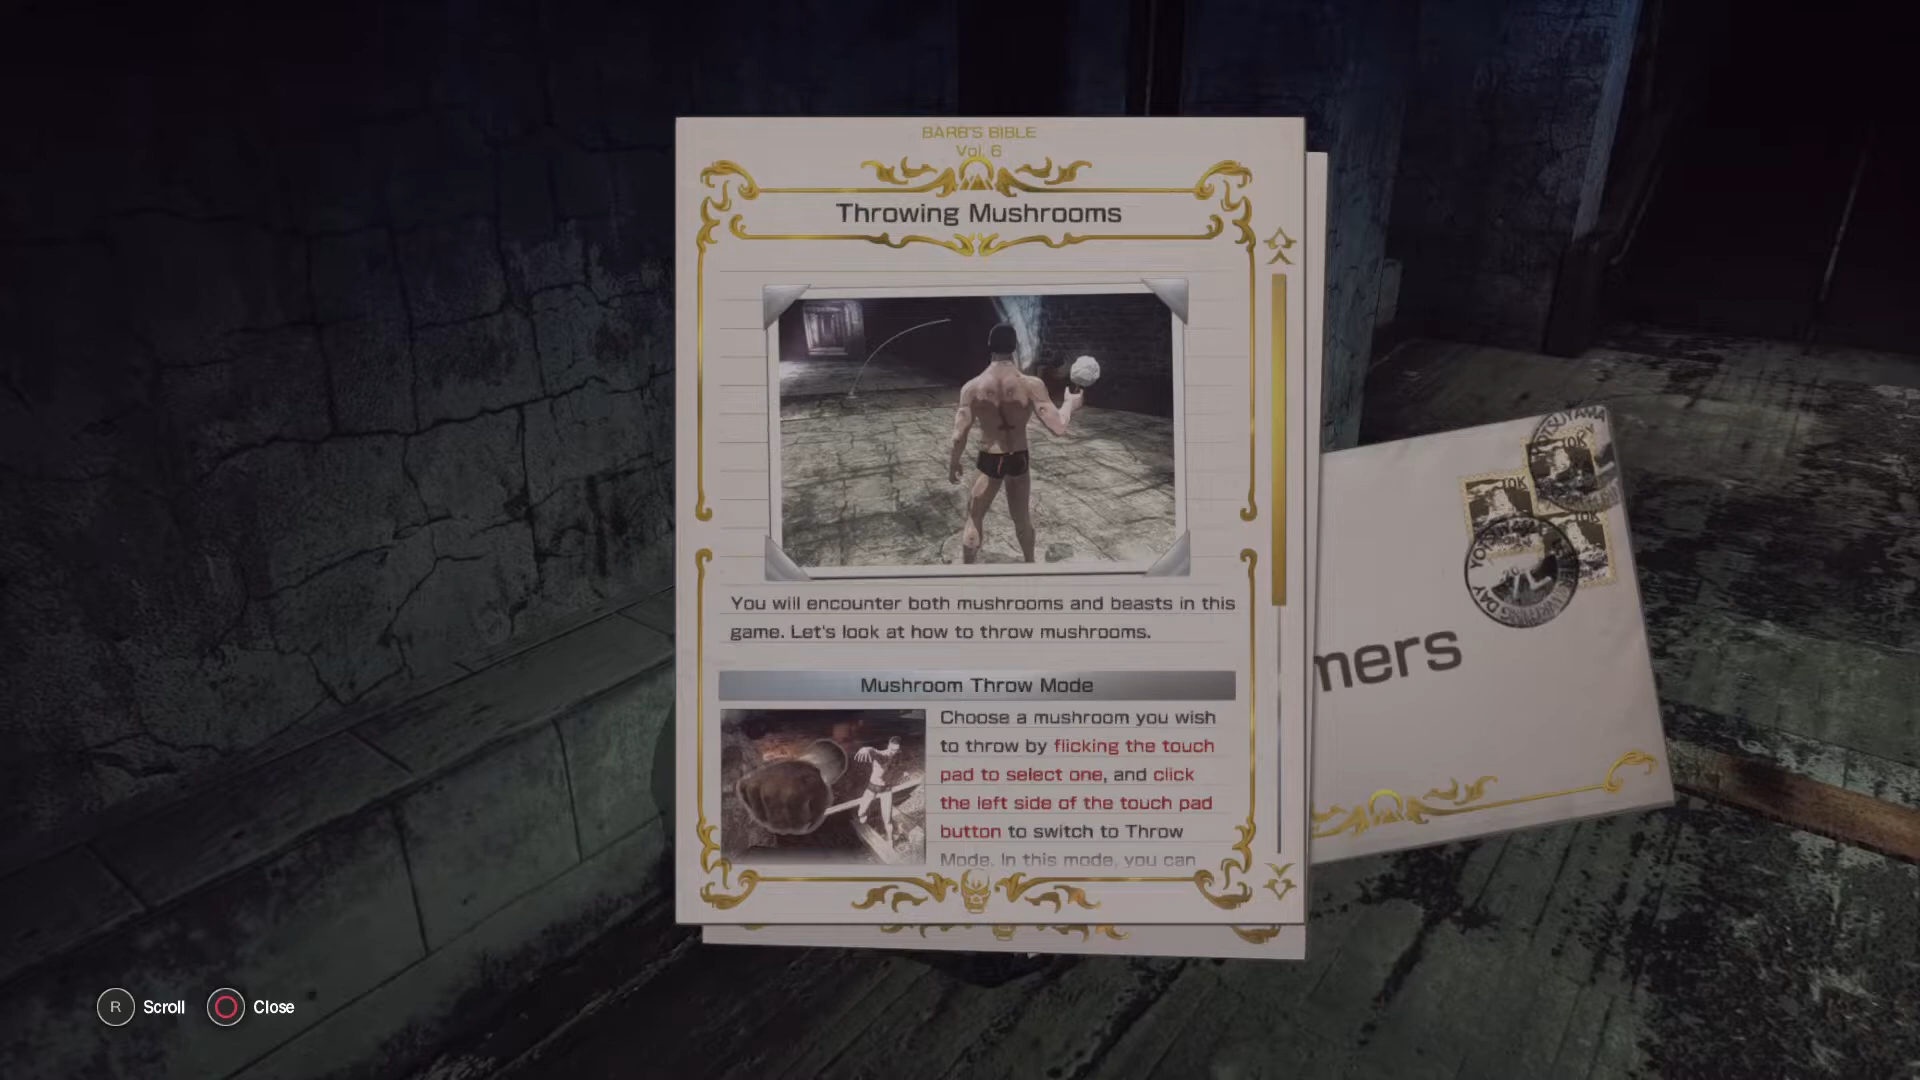 BARB'S BIBLE
Vol. 6
Throwing Mushrooms
You will encounter both mushrooms and beasts in this
game. Let's look at how to throw mushrooms.
Mushroom Throw Mode
Choose a mushroom you wish
to throw by flicking the touch
pad to select one, and click
the left side of the touch pad
button to switch to Throw
Mode. In this mode, you can
mers
10K
10K
10K
R Scroll
Close